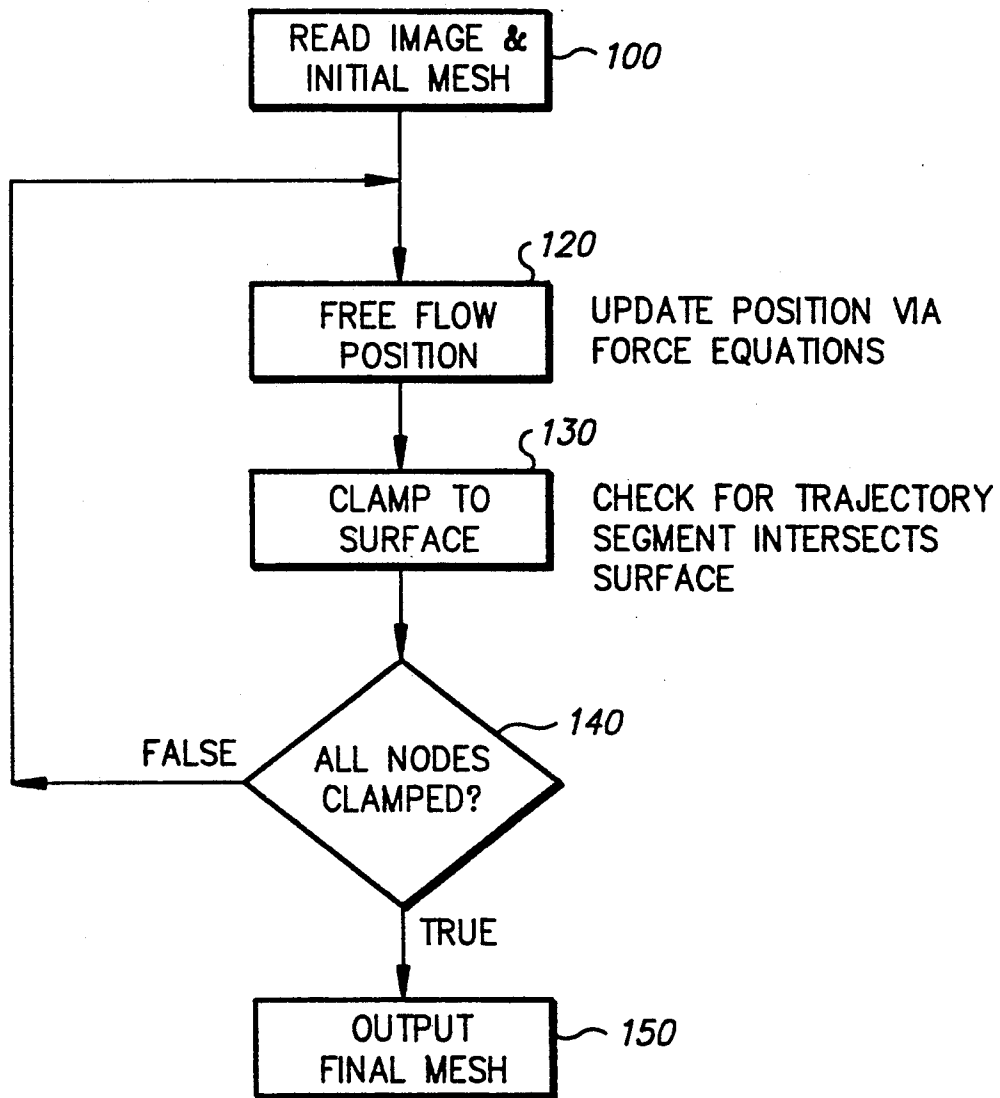 READ IMAGE &
INITIAL MESH
100
120
FREE FLOW
POSITION
UPDATE POSITION VIA
FORCE EQUATIONS
130
CLAMP TO
SURFACE
CHECK FOR TRAJECTORY
SEGMENT INTERSECTS
SURFACE
140
FALSE
ALL NODES
CLAMPED?
TRUE
OUTPUT
FINAL MESH
150